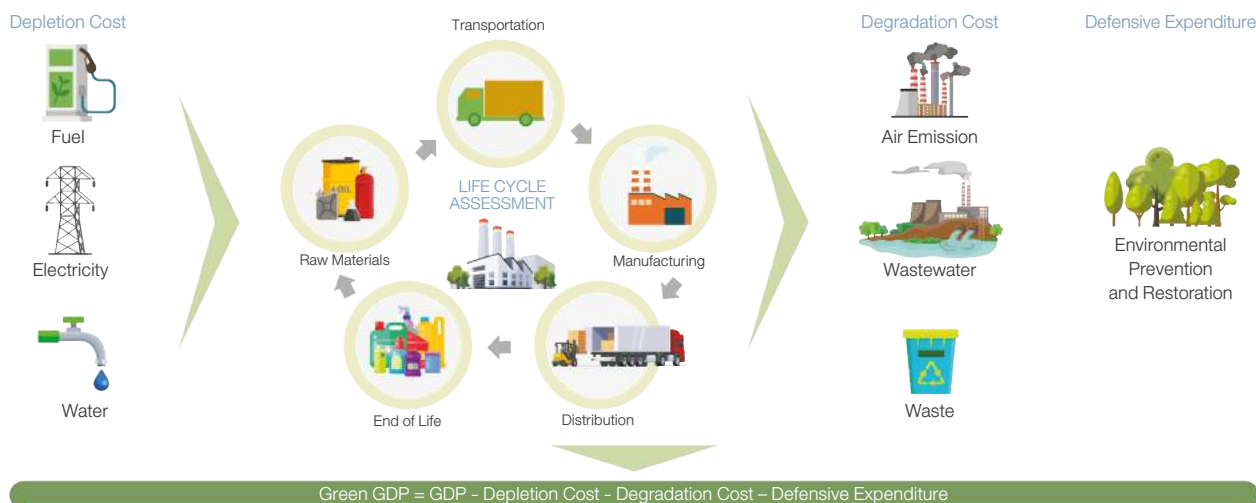 Depletion Cost
Fuel
Electricity
Water
Transportation
+OIL
Raw Materials
LIFE CYCLE
ASSESSMENT
Manufacturing
End of Life
Distribution
Degradation Cost
Air Emission
Wastewater
Waste
Defensive Expenditure
Environmental
Prevention
and Restoration
Green GDP = GDP - Depletion Cost - Degradation Cost – Defensive Expenditure